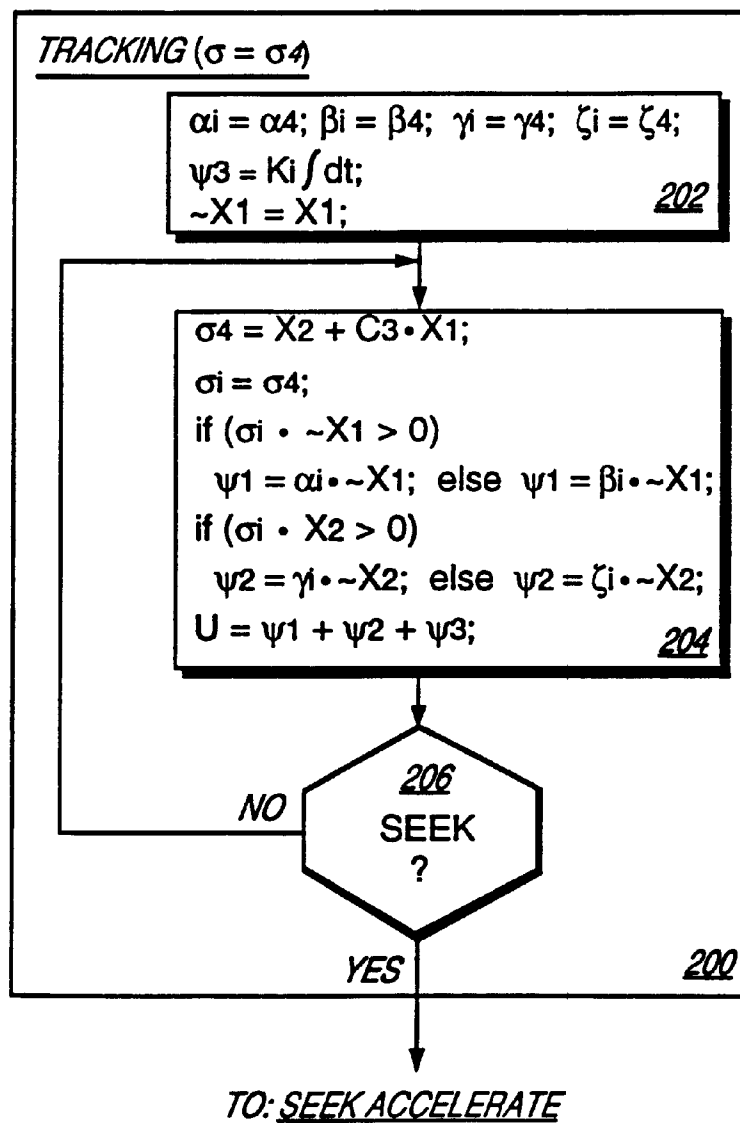 TRACKING (σ = σ4)
αi = α4; βi = β4; γi = γ4; ζi = ζ4;
ψ3 = Ki ∫ dt;
~X1 = X1;
202
σ4 = X2 + C3 • X1;
σi = σ4;
if (σi • ~X1 > 0)
ψ1 = αi • ~X1; else ψ1 = βi • ~X1;
if (σi • X2 > 0)
ψ2 = γi • ~X2; else ψ2 = ζi • ~X2;
U = ψ1 + ψ2 + ψ3;
204
206
SEEK
?
NO
YES
200
TO: SEEK ACCELERATE